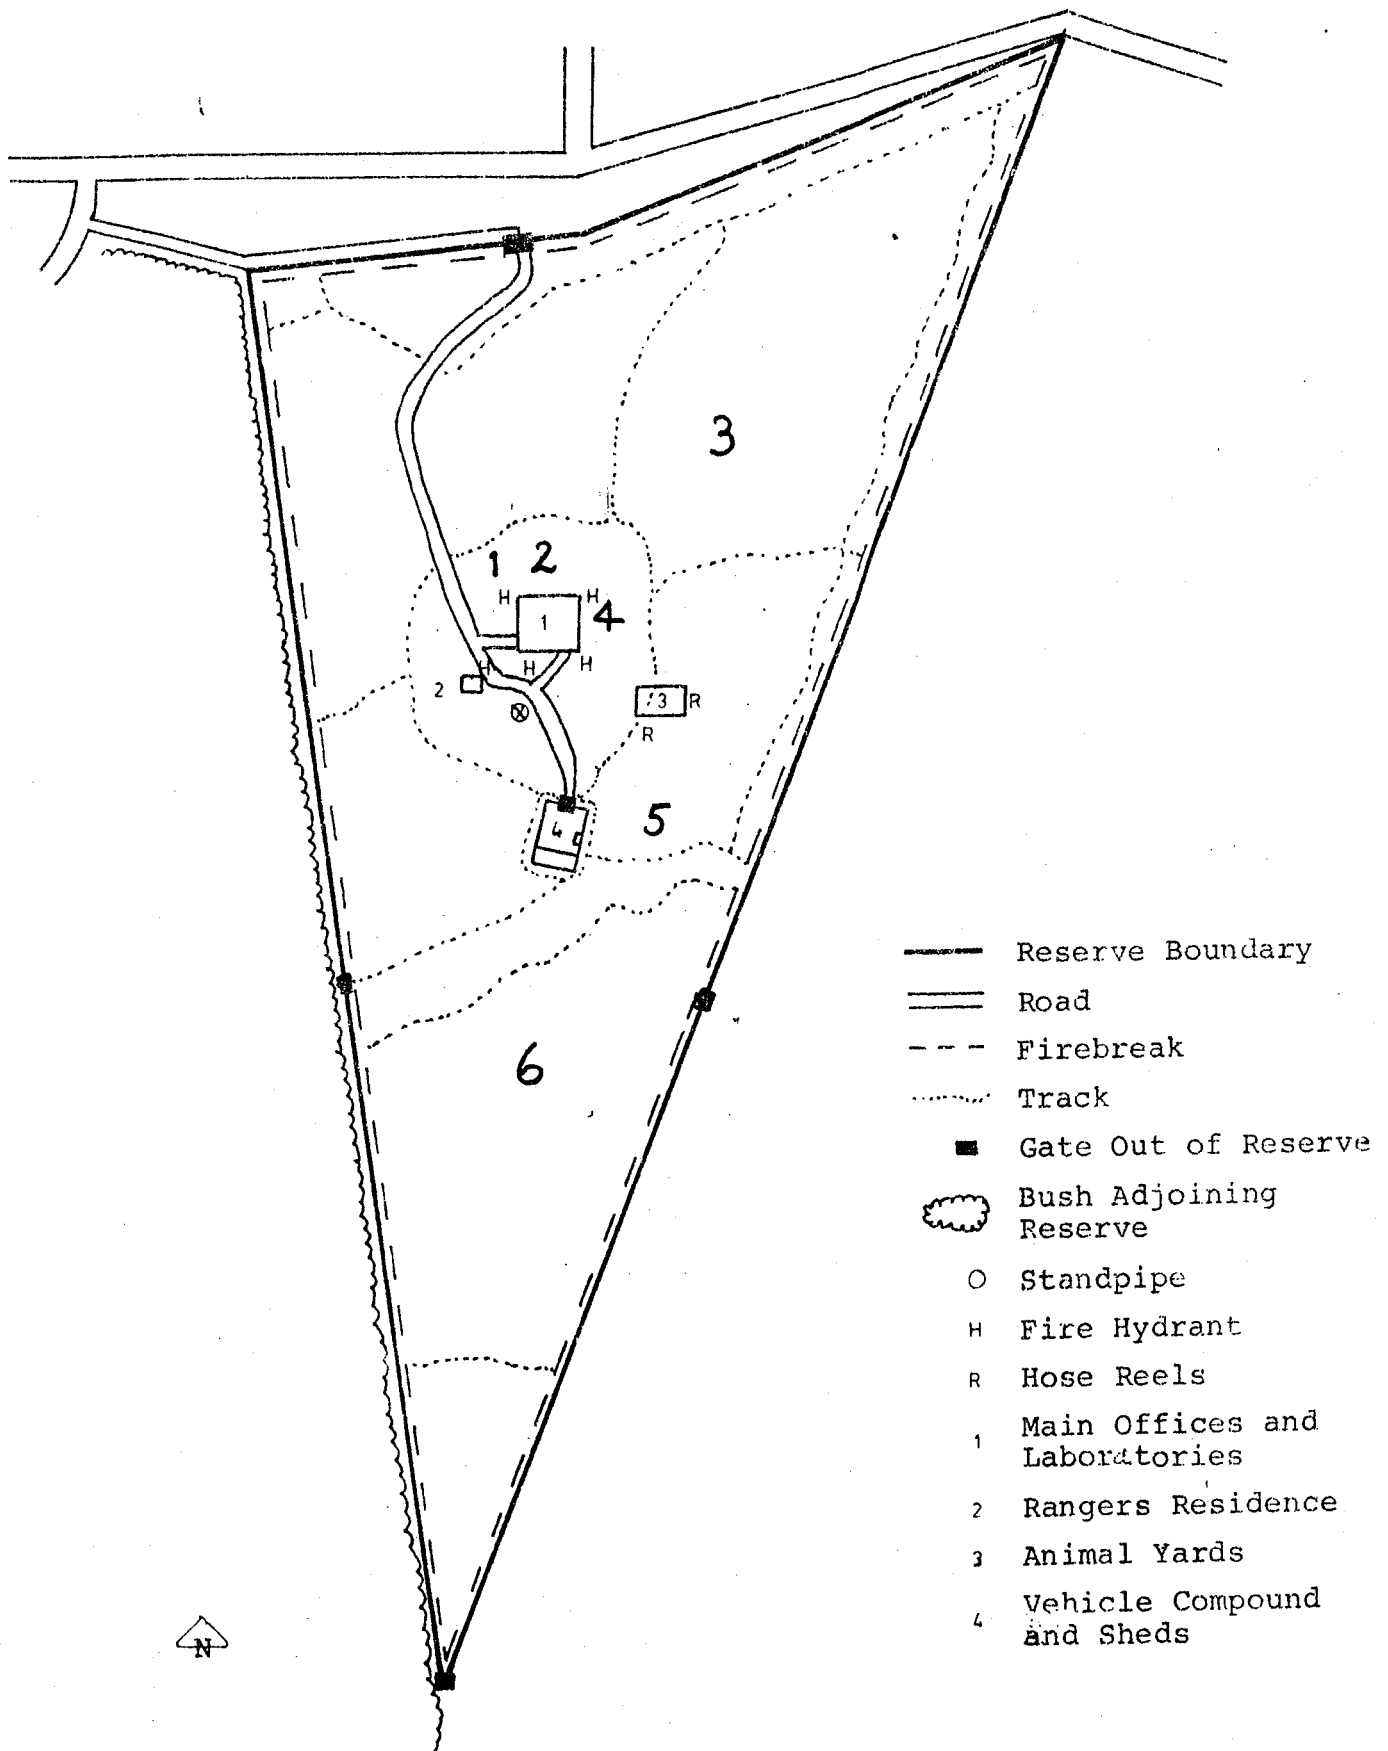 3
1 2
H H
4
1
H H H
2
3 R
R
4
5
6
Reserve Boundary
Road
Firebreak
Track
Gate Out of Reserve
Bush Adjoining
Reserve
Standpipe
H Fire Hydrant
R Hose Reels
1 Main Offices and
Laboratories
2 Rangers Residence
3 Animal Yards
4 Vehicle Compound
and Sheds
N